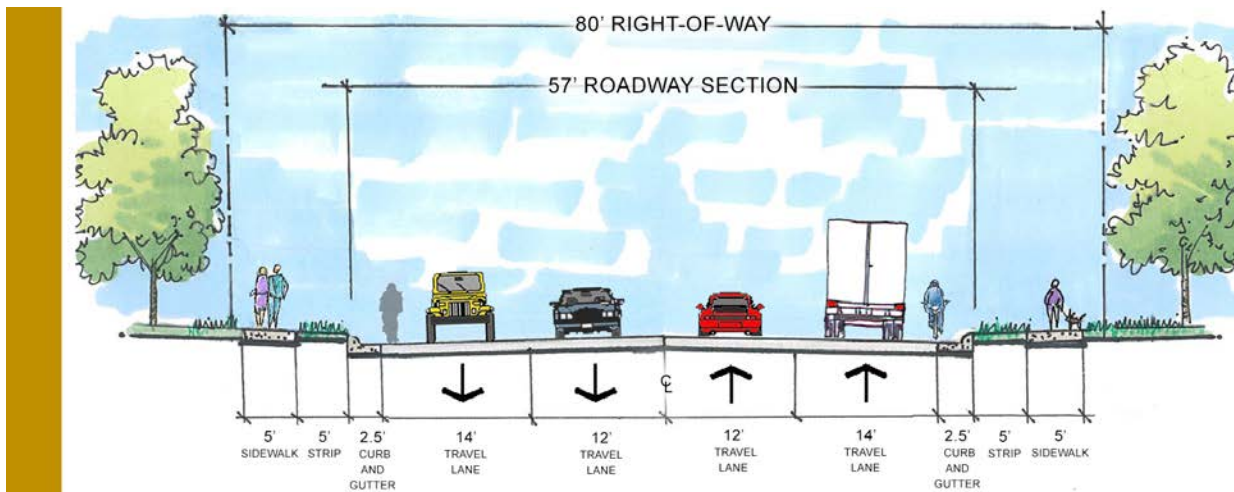 80' RIGHT-OF-WAY
57' ROADWAY SECTION
℄
5'
SIDEWALK
5'
STRIP
2.5'
CURB
AND
GUTTER
14'
TRAVEL
LANE
12'
TRAVEL
LANE
12'
TRAVEL
LANE
14'
TRAVEL
LANE
2.5'
CURB
AND
GUTTER
5'
STRIP
5'
SIDEWALK